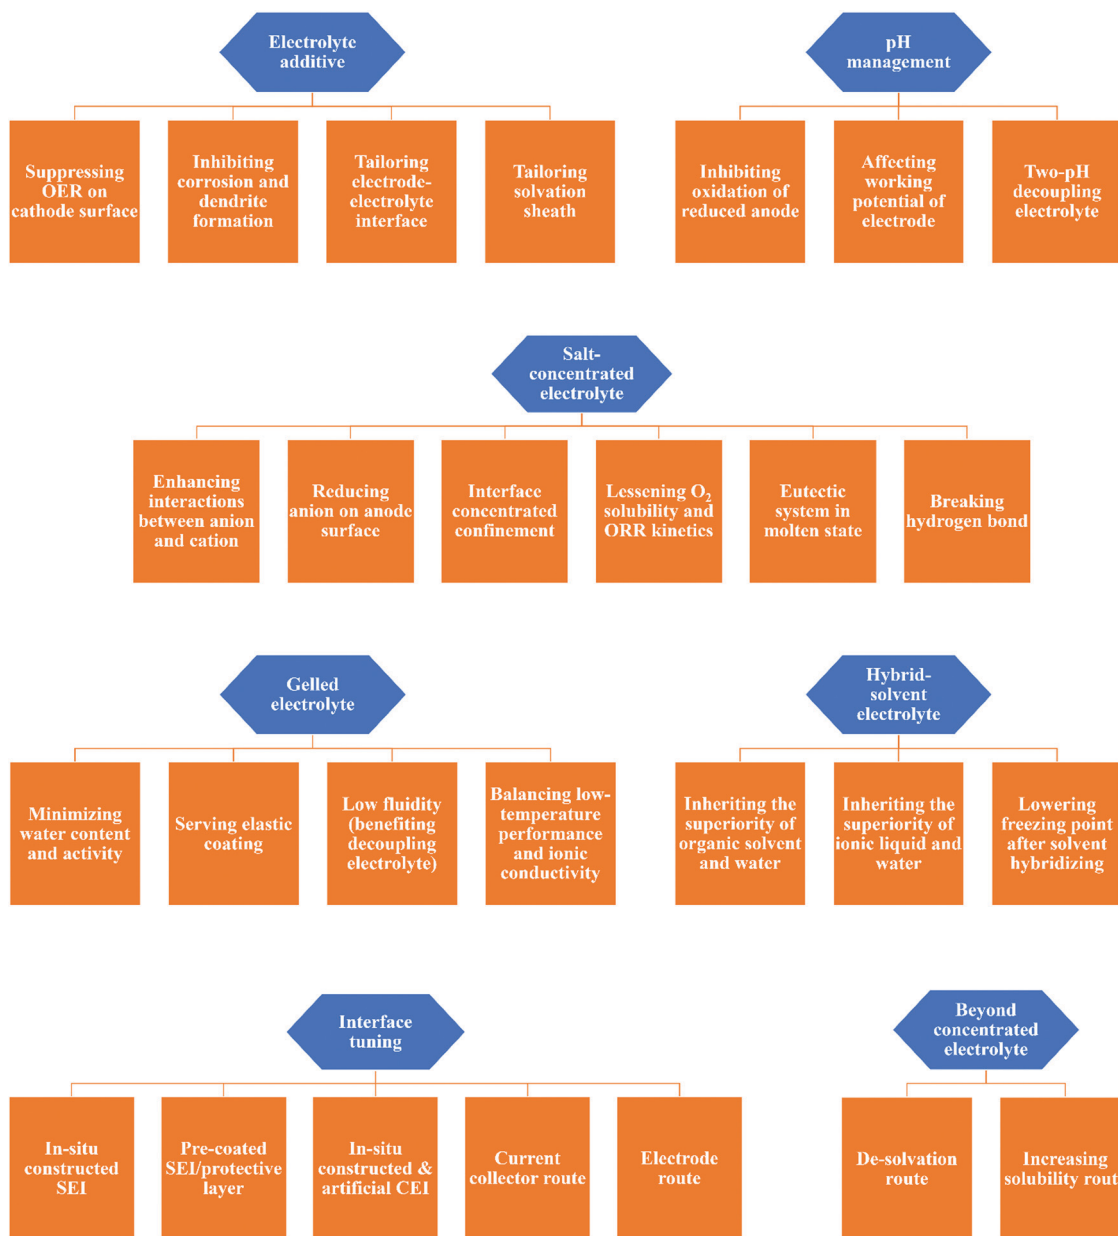 Electrolyte
additive
pH
management
Suppressing
OER on
cathode surface
Inhibiting
corrosion and
dendrite
formation
Tailoring
electrode-
electrolyte
interface
Tailoring
solvation
sheath
Inhibiting
oxidation of
reduced anode
Affecting
working
potential of
electrode
Two-pH
decoupling
electrolyte
Salt-
concentrated
electrolyte
Enhancing
interactions
between anion
and cation
Reducing
anion on anode
surface
Interface
concentrated
confinement
Lessening O₂
solubility and
ORR kinetics
Eutectic
system in
molten state
Breaking
hydrogen bond
Gelled
electrolyte
Hybrid-
solvent
electrolyte
Minimizing
water content
and activity
Serving elastic
coating
Low fluidity
(benefiting
decoupling
electrolyte)
Balancing low-
temperature
performance
and ionic
conductivity
Inheriting the
superiority of
organic solvent
and water
Inheriting the
superiority of
ionic liquid and
water
Lowering
freezing point
after solvent
hybridizing
Interface
tuning
Beyond
concentrated
electrolyte
In-situ
constructed
SEI
Pre-coated
SEI/protective
layer
In-situ
constructed &
artificial CEI
Current
collector route
Electrode
route
De-solvation
route
Increasing
solubility rout